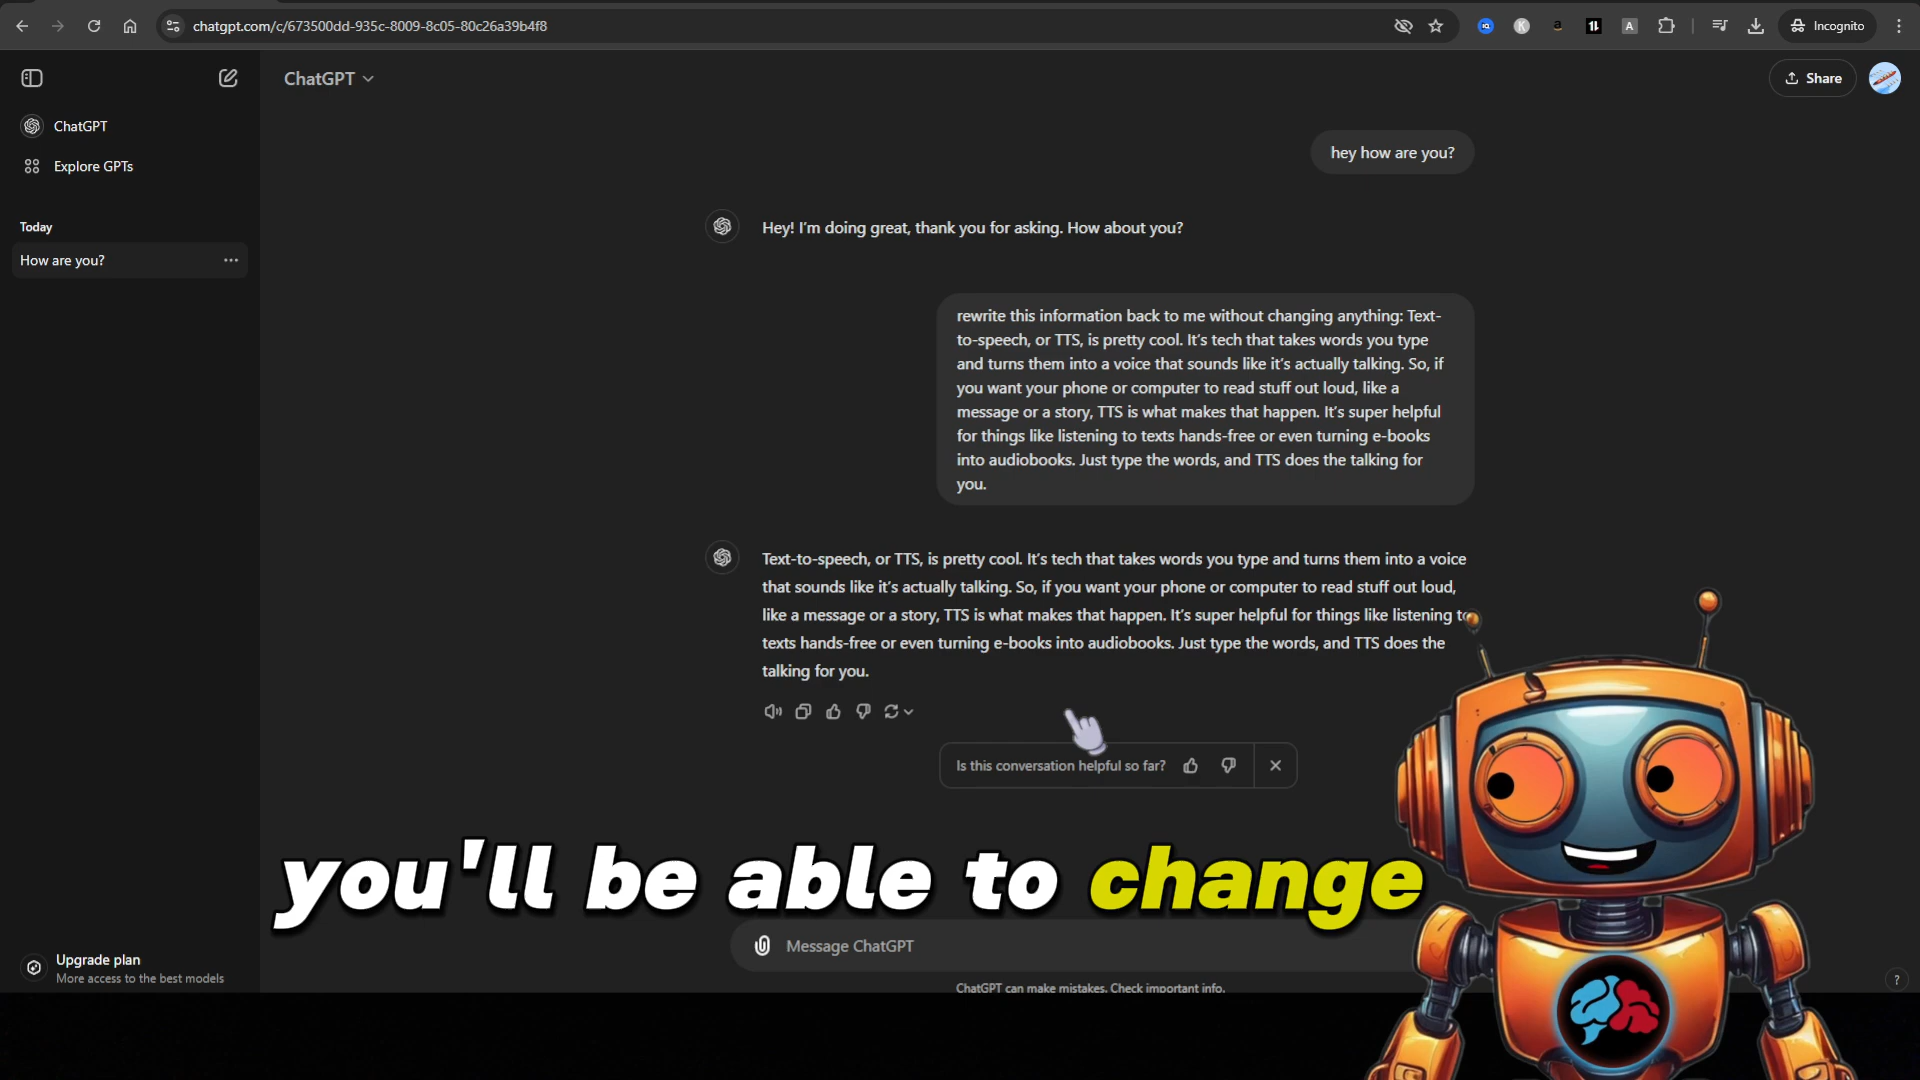 chatgpt.com/c/673500dd-935c-8009-8c05-80c26a39b4f8
Incognito
ChatGPT
Share
ChatGPT
Explore GPTs
Today
How are you?
hey how are you?
Hey! I'm doing great, thank you for asking. How about you?
rewrite this information back to me without changing anything: Text-
to-speech, or TTS, is pretty cool. It's tech that takes words you type
and turns them into a voice that sounds like it's actually talking. So, if
you want your phone or computer to read stuff out loud, like a
message or a story, TTS is what makes that happen. It's super helpful
for things like listening to texts hands-free or even turning e-books
into audiobooks. Just type the words, and TTS does the talking for
you.
Text-to-speech, or TTS, is pretty cool. It's tech that takes words you type and turns them into a voice
that sounds like it's actually talking. So, if you want your phone or computer to read stuff out loud,
like a message or a story, TTS is what makes that happen. It's super helpful for things like listening to
texts hands-free or even turning e-books into audiobooks. Just type the words, and TTS does the
talking for you.
Is this conversation helpful so far?
you'll be able to change
Message ChatGPT
Upgrade plan
More access to the best models
ChatGPT can make mistakes. Check important info.
?